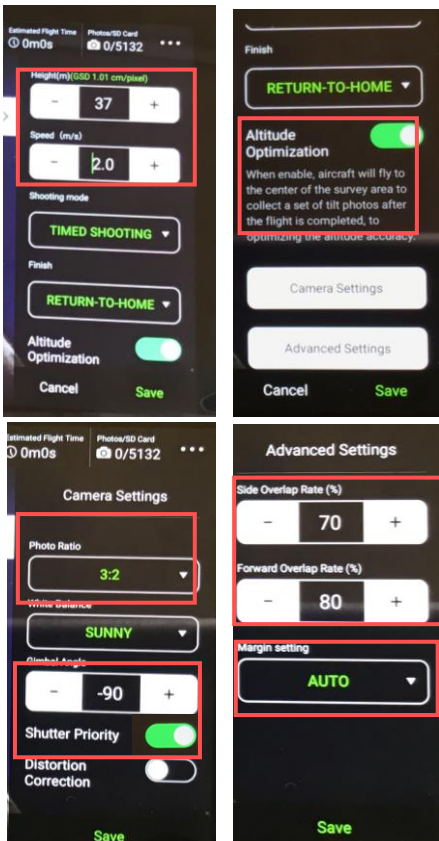 Estimated Flight Time
Photos/SD Card
0m0s
0/5132
Height(m)(GSD 1.01 cm/pixel)
- 37 +
Speed (m/s)
- 2.0 +
Shooting mode
TIMED SHOOTING
Finish
RETURN-TO-HOME
Altitude
Optimization
Cancel
Save
Finish
RETURN-TO-HOME
Altitude
Optimization
When enable, aircraft will fly to
the center of the survey area to
collect a set of tilt photos after
the flight is completed, to
optimizing the altitude accuracy.
Camera Settings
Advanced Settings
Cancel
Save
Estimated Flight Time
Photos/SD Card
0m0s
0/5132
Camera Settings
Photo Ratio
3:2
White Balance
SUNNY
Gimbal Angle
- -90 +
Shutter Priority
Distortion
Correction
Save
Advanced Settings
Side Overlap Rate (%)
- 70 +
Forward Overlap Rate (%)
- 80 +
Margin setting
AUTO
Save